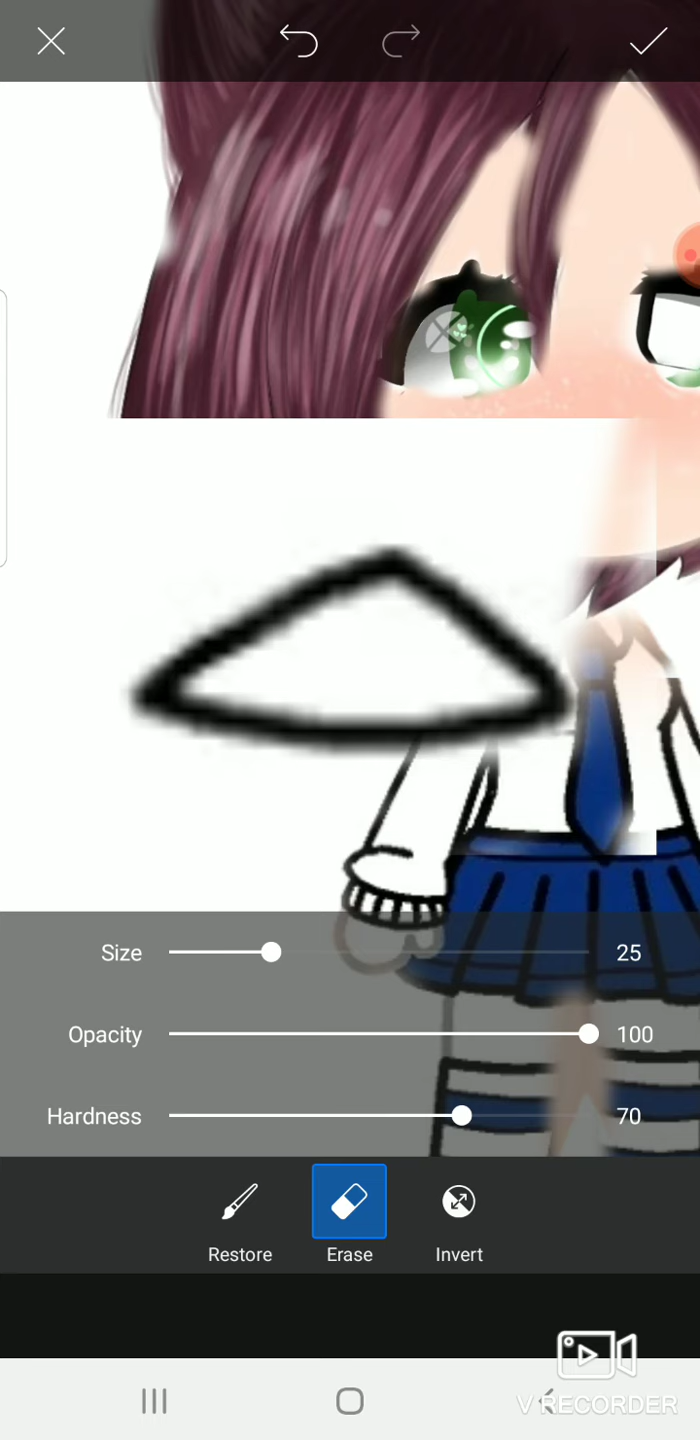 Size 25
Opacity 100
Hardness 70
Restore Erase Invert
V RECORDER